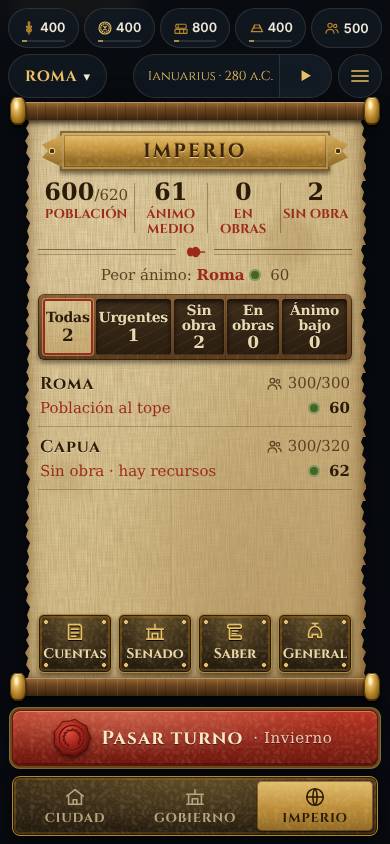 400 400 800 400 500
ROMA ▾ IANUARIUS · 280 A.C.
IMPERIO
600/620 61 0 2
POBLACIÓN ÁNIMO MEDIO EN OBRAS SIN OBRA
Peor ánimo: Roma 60
Todas 2 Urgentes 1 Sin obra 2 En obras 0 Ánimo bajo 0
ROMA 300/300
Población al tope 60
CAPUA 300/320
Sin obra · hay recursos 62
CUENTAS SENADO SABER GENERAL
PASAR TURNO · Invierno
CIUDAD GOBIERNO IMPERIO